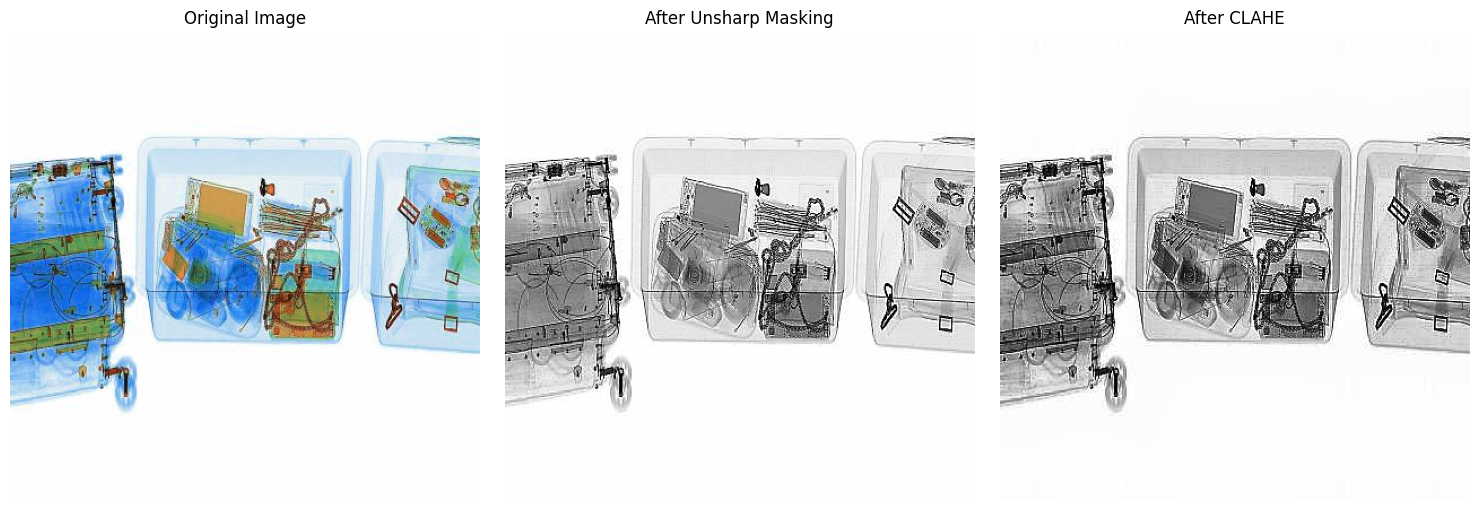 Original Image
After Unsharp Masking
After CLAHE